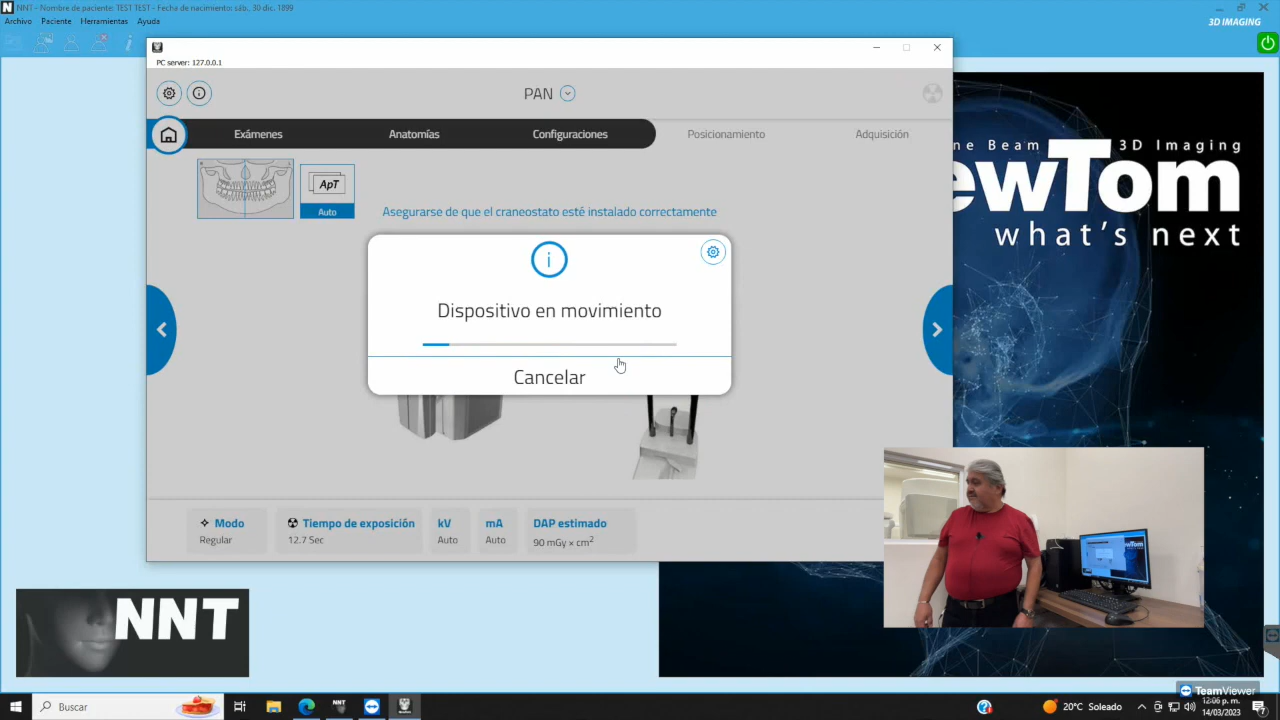 NNT - Nombre de paciente: TEST TEST - Fecha de nacimiento: sáb., 30 dic. 1899
Archivo Paciente Herramientas Ayuda
3D IMAGING
PC server: 127.0.0.1
PAN
Exámenes Anatomías Configuraciones Posicionamiento Adquisición
ApT
Auto
Asegurarse de que el craneostato esté instalado correctamente
Dispositivo en movimiento
Cancelar
Modo
Regular
Tiempo de exposición
12.7 Sec
kV
Auto
mA
Auto
DAP estimado
90 mGy × cm²
ne Beam 3D Imaging
ewTom
what's next
NNT
Buscar
NNT
TeamViewer
20°C Soleado
12:06 p. m.
14/03/2023
7